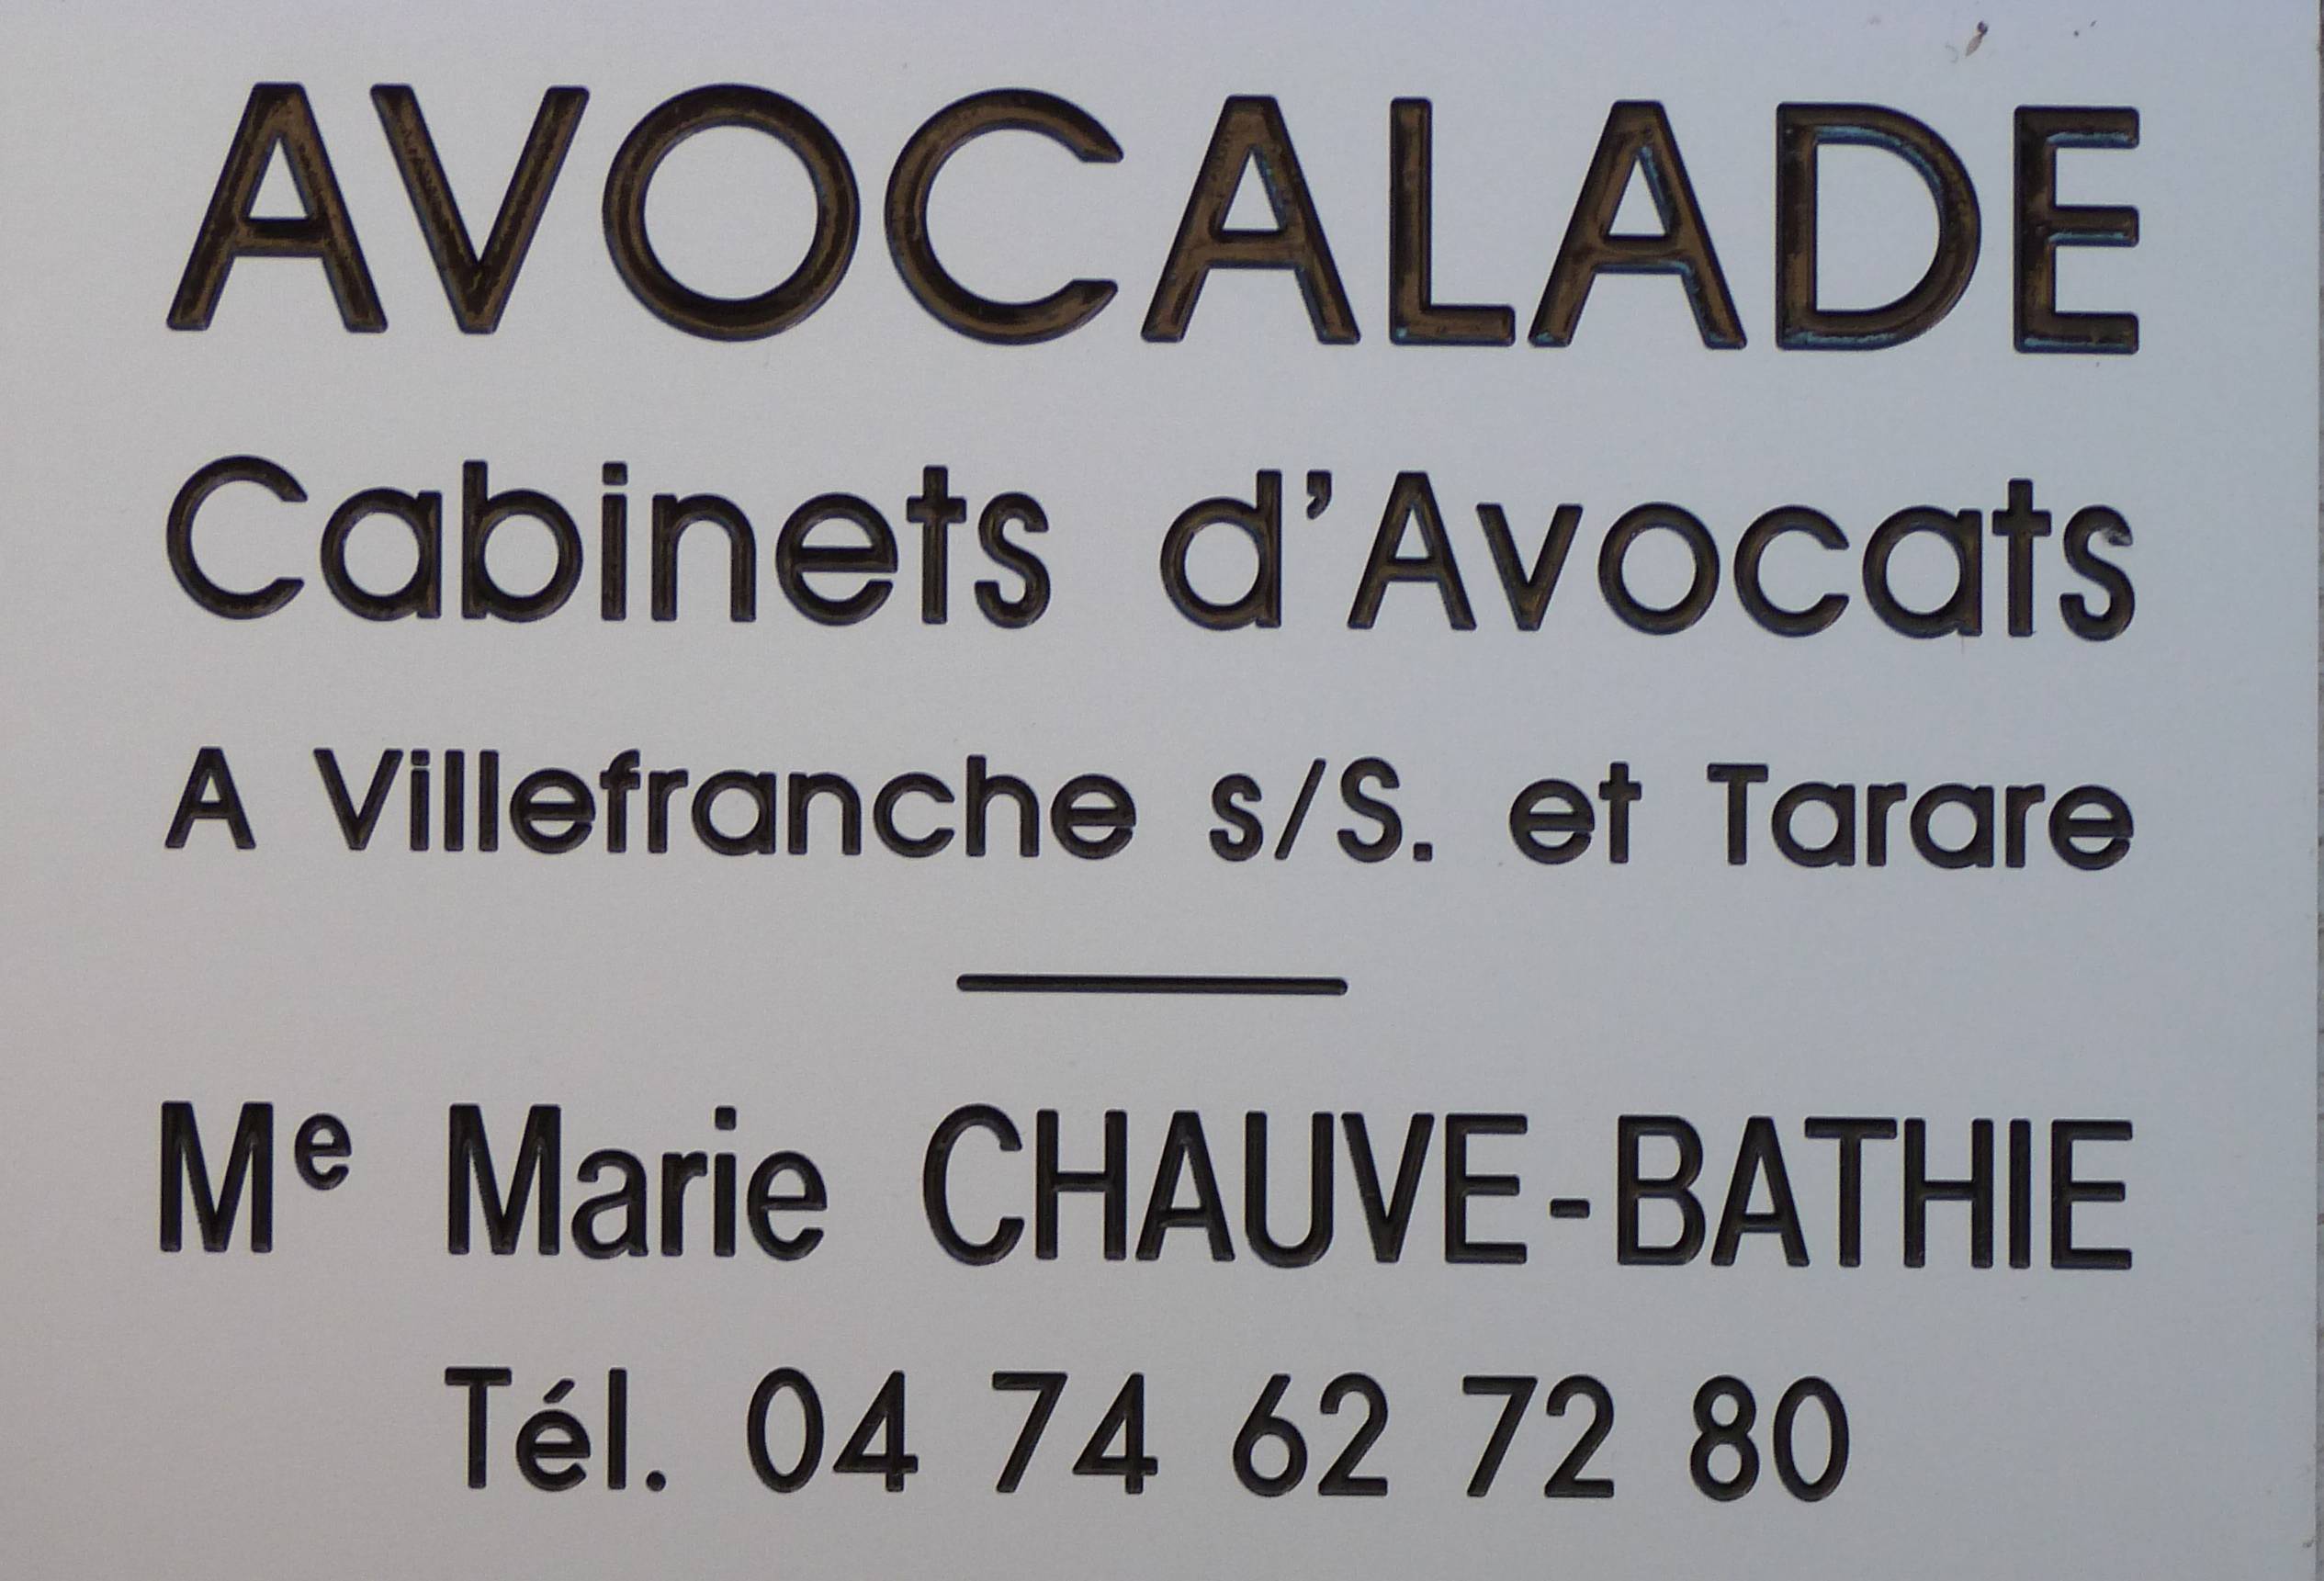 AVOCALADE
Cabinets d'Avocats
A Villefranche s/S. et Tarare
Me Marie CHAUVE-BATHIE
Tél. 04 74 62 72 80